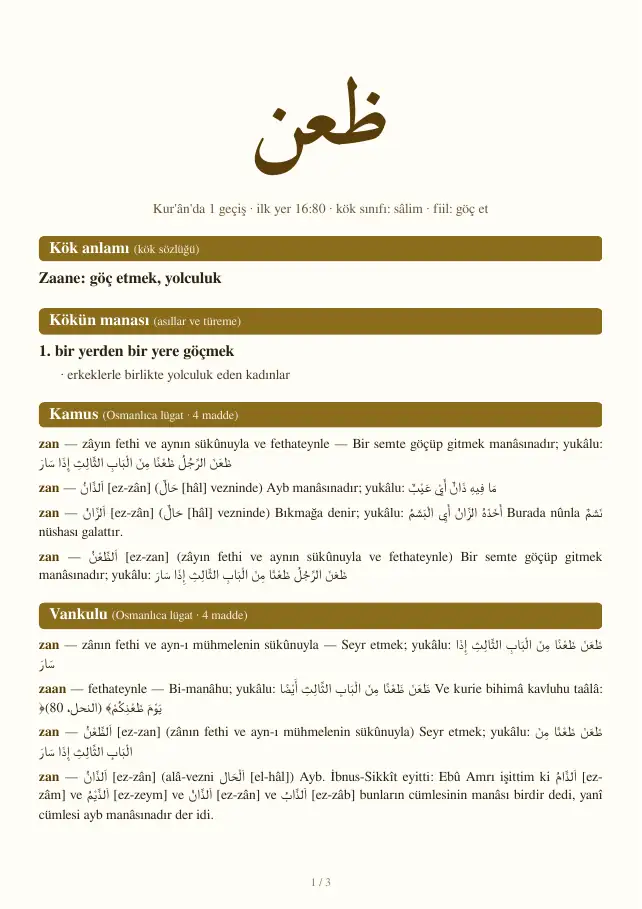 ظعن
Kur'ân'da 1 geçiş · ilk yer 16:80 · kök sınıfı: sâlim · fiil: göç et
Kök anlamı (kök sözlüğü)
Zaane: göç etmek, yolculuk
Kökün manası (asıllar ve türeme)
1. bir yerden bir yere göçmek
· erkeklerle birlikte yolculuk eden kadınlar
Kamus (Osmanlıca lügat · 4 madde)
zan — zâyın fethi ve aynın sükûnuyla ve fethateynle — Bir semte göçüp gitmek manâsınadır; yukâlu:
ظَعَنَ الرَّجُلُ ظَعْنًا مِنَ الْبَابِ الثَّالِثِ إِذَا سَارَ
zan — اَلذَّانُ [ez-zân] (حَالٌ [hâl] vezninde) Ayb manâsınadır; yukâlu: مَا فِيهِ ذَانٌ أَيْ عَيْبٌ
zan — اَلزَّانُ [ez-zân] (حَالٌ [hâl] vezninde) Bıkmağa denir; yukâlu: أَخَذَهُ الزَّانُ أَيِ الْبَشَمُ Burada nûnla نَشَمٌ
nüshası galattır.
zan — اَلظَّعْنُ [ez-zan] (zâyın fethi ve aynın sükûnuyla ve fethateynle) Bir semte göçüp gitmek
manâsınadır; yukâlu: ظَعَنَ الرَّجُلُ ظَعْنًا مِنَ الْبَابِ الثَّالِثِ إِذَا سَارَ
Vankulu (Osmanlıca lügat · 4 madde)
zan — zânın fethi ve ayn-ı mühmelenin sükûnuyla — Seyr etmek; yukâlu: ظَعَنَ ظَعْنًا مِنَ الْبَابِ الثَّالِثِ إِذَا
سَارَ
zaan — fethateynle — Bi-manâhu; yukâlu: ظَعَنَ ظَعَنًا مِنَ الْبَابِ الثَّالِثِ أَيْضًا Ve kurie bihimâ kavluhu taâlâ:
﴿يَوْمَ ظَعَنِكُمْ﴾ (النحل، 80)
zan — اَلظَّعْنُ [ez-zan] (zânın fethi ve ayn-ı mühmelenin sükûnuyla) Seyr etmek; yukâlu: ظَعَنَ ظَعْنًا مِنَ
الْبَابِ الثَّالِثِ إِذَا سَارَ
zan — اَلذَّانُ [ez-zân] (alâ-vezni اَلْحَالِ [el-hâl]) Ayb. İbnus-Sikkît eyitti: Ebû Amrı işittim ki اَلذَّامُ [ez-
zâm] ve اَلذَّيْمُ [ez-zeym] ve اَلذَّانُ [ez-zân] ve اَلذَّابُ [ez-zâb] bunların cümlesinin manâsı birdir dedi, yanî
cümlesi ayb manâsınadır der idi.
1 / 3